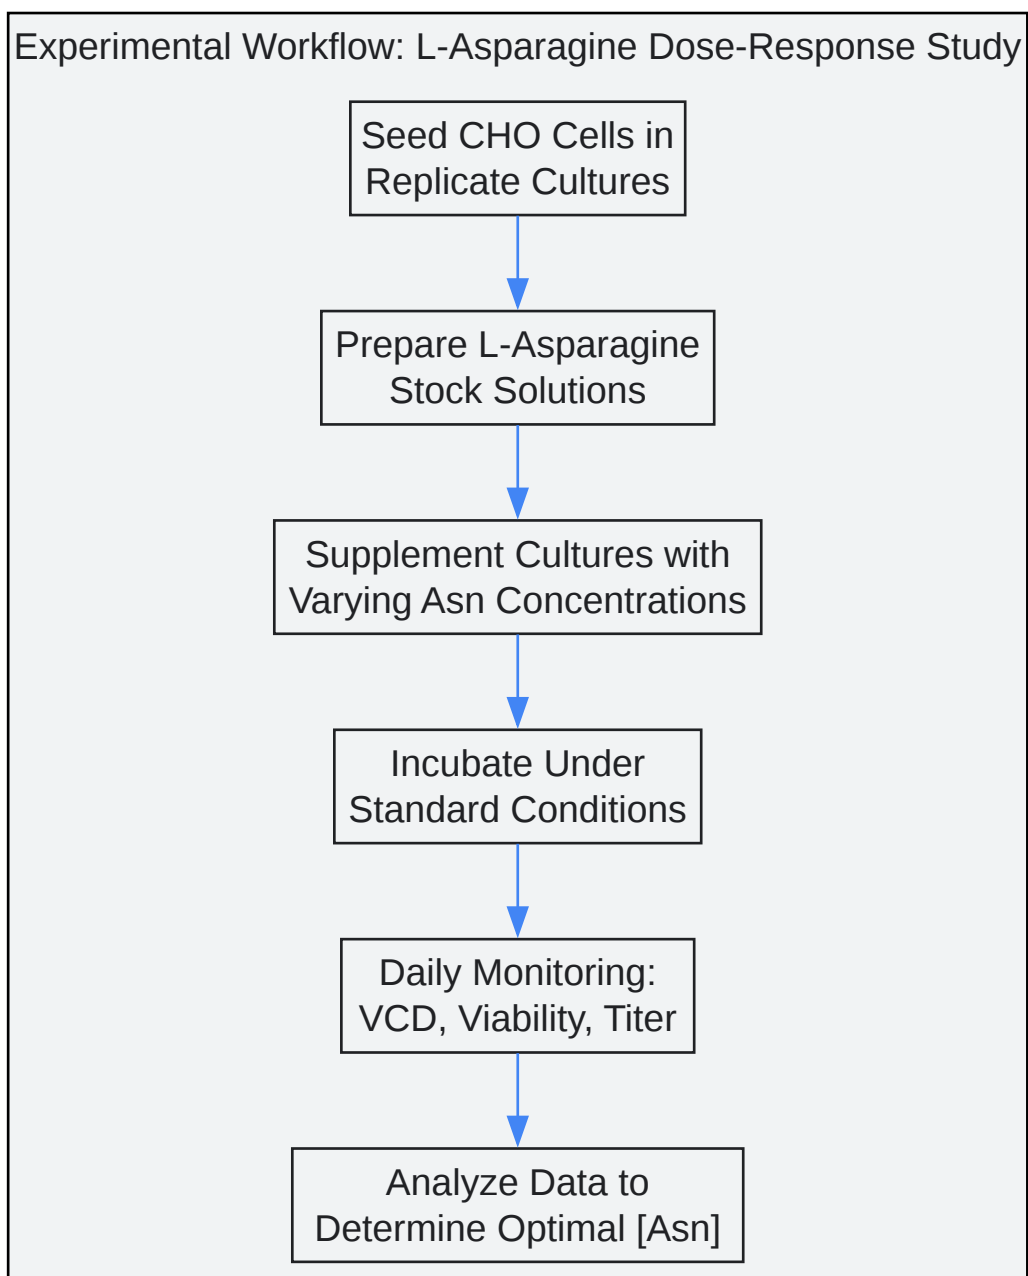 Experimental Workflow: L-Asparagine Dose-Response Study
Seed CHO Cells in
Replicate Cultures
Prepare L-Asparagine
Stock Solutions
Supplement Cultures with
Varying Asn Concentrations
Incubate Under
Standard Conditions
Daily Monitoring:
VCD, Viability, Titer
Analyze Data to
Determine Optimal [Asn]